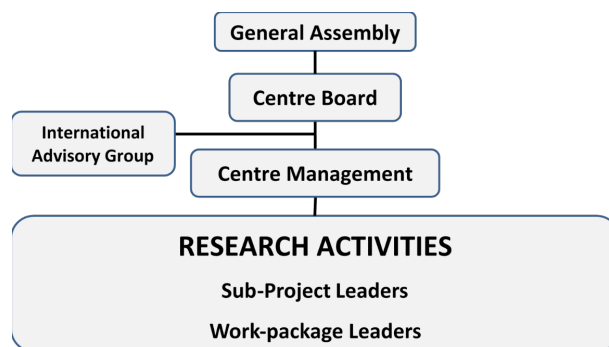 General Assembly
Centre Board
International
Advisory Group
Centre Management
RESEARCH ACTIVITIES
Sub-Project Leaders
Work-package Leaders